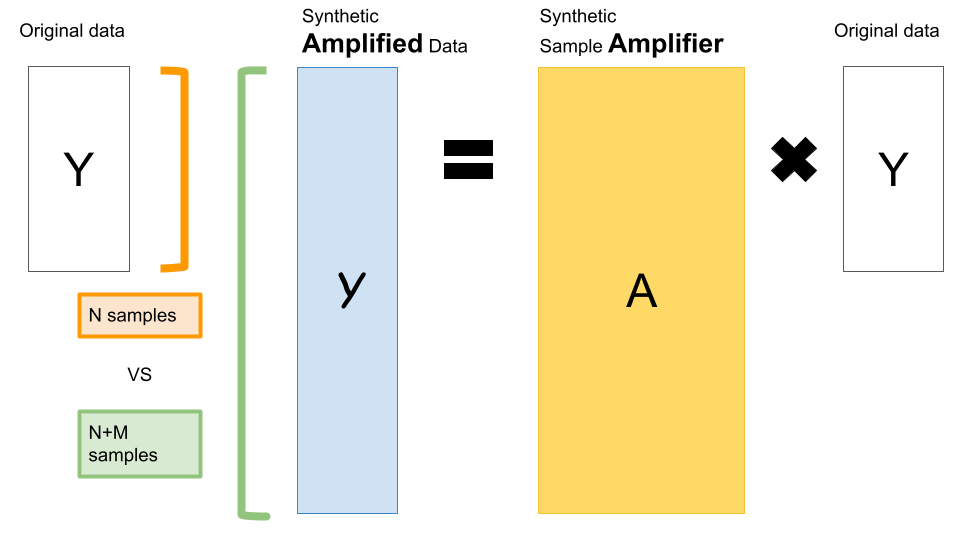 Original data
Y
N samples
VS
N+M
samples
Synthetic
Amplified Data
y
Synthetic
Sample Amplifier
A
Original data
Y